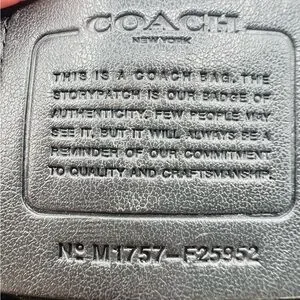 COACH
NEW YORK
THIS IS A COACH BAG. THE
STORYPATCH IS OUR BADGE OF
AUTHENTICITY. FEW PEOPLE MAY
SEE IT, BUT IT WILL ALWAYS BE A
REMINDER OF OUR COMMITMENT
TO QUALITY AND CRAFTSMANSHIP.
Nº M1757-F25952